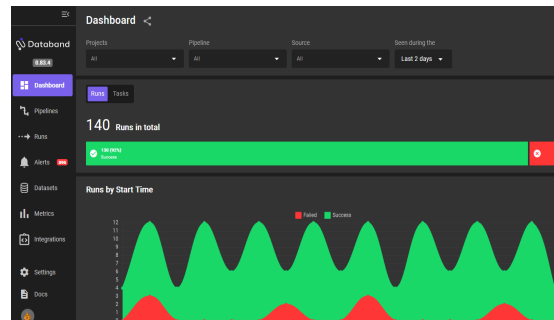 Dashboard
Databand
0.83.4
Dashboard
Pipelines
Runs
Alerts
Datasets
Metrics
Integrations
Settings
Docs
Projects
All
Pipeline
All
Source
All
Seen during the
Last 2 days
Runs Tasks
140 Runs in total
Success
Runs by Start Time
Failed Success
12
11
10
9
8
7
6
5
4
3
2
1